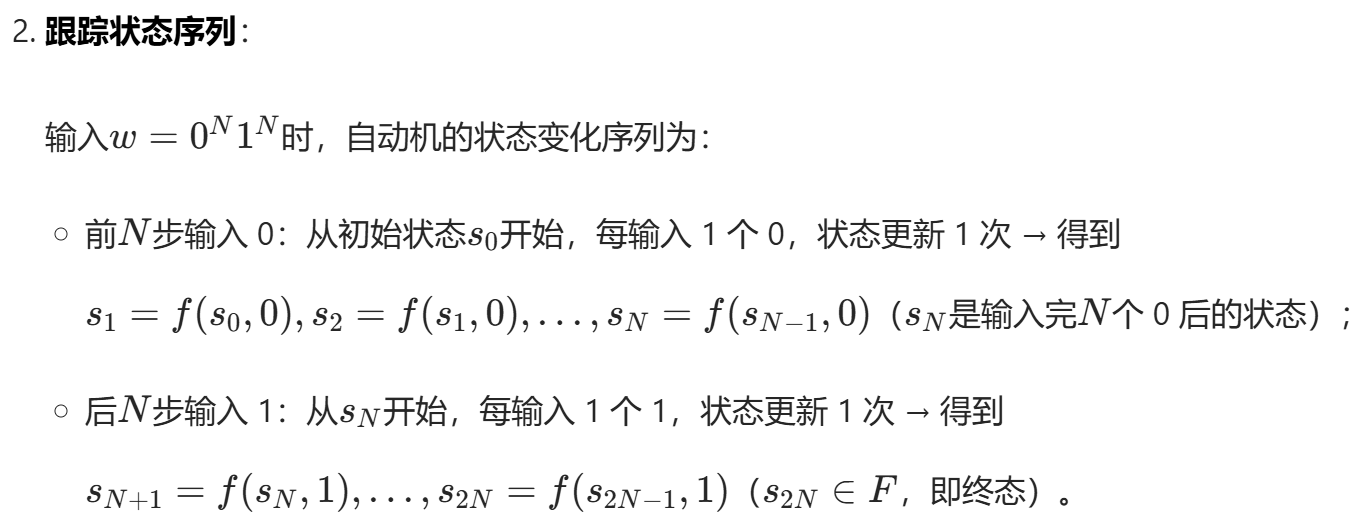 2. 跟踪状态序列：
输入w = 0^N1^N时，自动机的状态变化序列为：
○ 前N步输入 0：从初始状态s_0开始，每输入 1 个 0，状态更新 1 次 → 得到
s_1 = f(s_0, 0), s_2 = f(s_1, 0), . . . , s_N = f(s_{N−1}, 0)（s_N是输入完N个 0 后的状态）；
○ 后N步输入 1：从s_N开始，每输入 1 个 1，状态更新 1 次 → 得到
s_{N+1} = f(s_N, 1), . . . , s_{2N} = f(s_{2N−1}, 1)（s_{2N} ∈ F，即终态）。